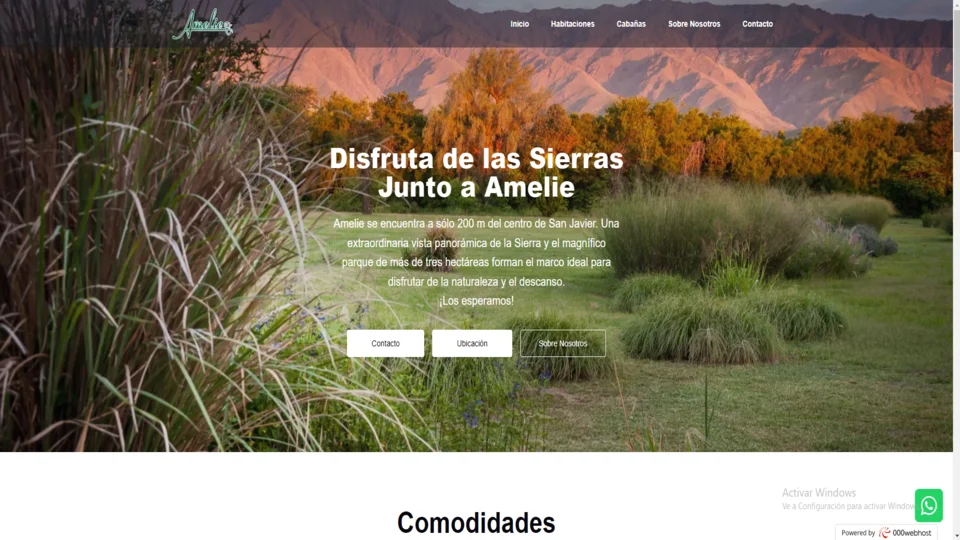 Amelie
Inicio Habitaciones Cabañas Sobre Nosotros Contacto
Disfruta de las Sierras
Junto a Amelie
Amelie se encuentra a sólo 200 m del centro de San Javier. Una
extraordinaria vista panorámica de la Sierra y el magnífico
parque de más de tres hectáreas forman el marco ideal para
disfrutar de la naturaleza y el descanso.
¡Los esperamos!
Contacto Ubicación Sobre Nosotros
Comodidades
Activar Windows
Ve a Configuración para activar
Powered by 000webhost